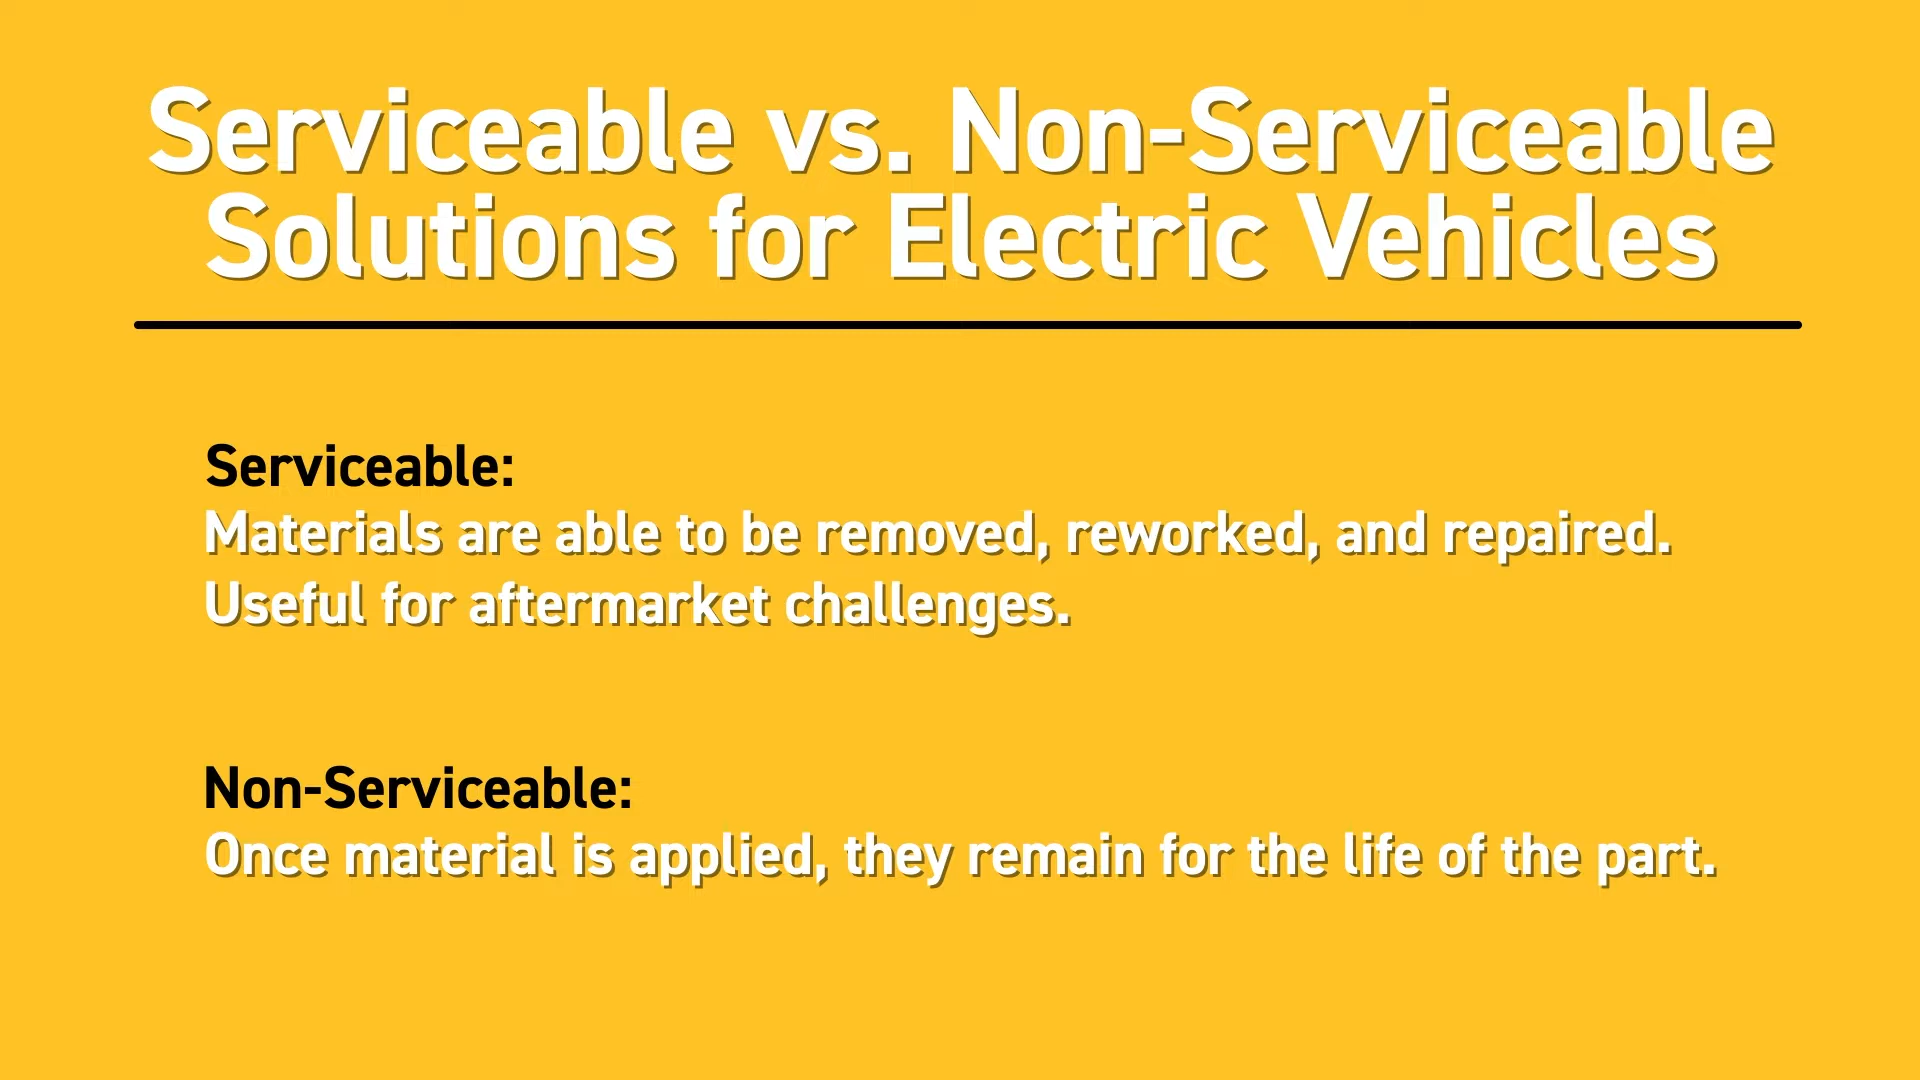 Serviceable vs. Non-Serviceable
Solutions for Electric Vehicles
Serviceable:
Materials are able to be removed, reworked, and repaired.
Useful for aftermarket challenges.
Non-Serviceable:
Once material is applied, they remain for the life of the part.